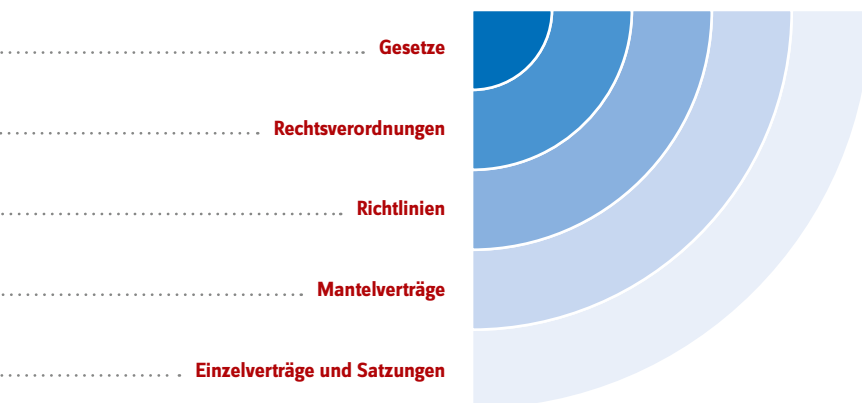 Gesetze
Rechtsverordnungen
Richtlinien
Mantelverträge
Einzelverträge und Satzungen